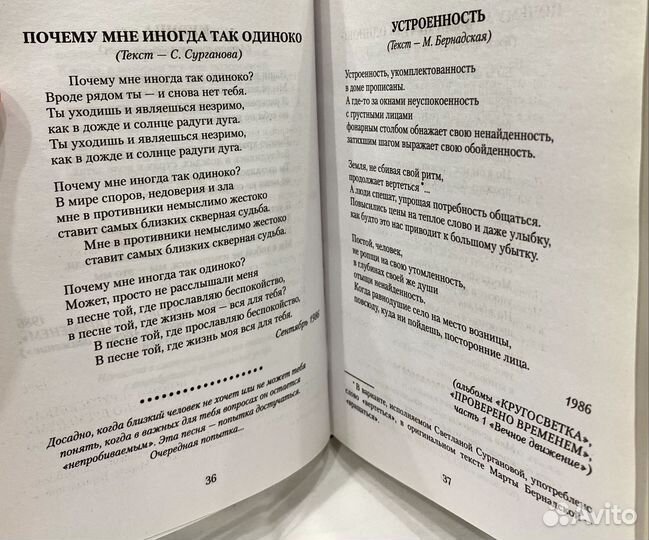 ПОЧЕМУ МНЕ ИНОГДА ТАК ОДИНОКО
(Текст — С. Сурганова)
Почему мне иногда так одиноко?
Вроде рядом ты — и снова нет тебя.
Ты уходишь и являешься незримо,
как в дожде и солнце радуги дуга.
Ты уходишь и являешься незримо,
как в дожде и солнце радуги дуга.
Почему мне иногда так одиноко?
В мире споров, недоверия и зла
мне в противники немыслимо жестоко
ставит самых близких скверная судьба.
Мне в противники немыслимо жестоко
ставит самых близких скверная судьба.
Почему мне иногда так одиноко?
Может, просто не расслышали меня
в песне той, где прославляю беспокойство,
в песне той, где жизнь моя — вся для тебя?
В песне той, где прославляю беспокойство,
В песне той, где жизнь моя вся для тебя.
Сентябрь 1986
Досадно, когда близкий человек не хочет или не может тебя
понять, когда в важных для тебя вопросах он остается
«непробиваемым». Эта песня — попытка достучаться.
Очередная попытка...
36
УСТРОЕННОСТЬ
(Текст — М. Бернадская)
Устроенность, укомплектованность
в доме прописаны.
А где-то за окнами неуспокоенность
с грустными лицами
фонарным столбом обнажает свою ненайденность,
затихшим шагом выражает свою обойденность.
Земля, не сбивая свой ритм,
продолжает вертеться*...
А люди спешат, упрощая потребность общаться.
Повысились цены на теплое слово и даже улыбку,
как будто это нас приводит к большому убытку.
Постой, человек,
не ропщи на свою утомленность,
в глубинах своей же души
отыщи ненайденность.
Когда равнодушие село на место возницы,
повсюду, куда ни пойдешь, посторонние лица.
1986
(альбомы «КРУГОСВЕТКА»,
«ПРОВЕРЕНО ВРЕМЕНЕМ»,
часть 1 «Вечное движение»)
* В варианте, исполняемом Светланой Сургановой, употреблено
слово «вертеться», в оригинальном тексте Марты Бернадской
«вращаться».
37
Avito